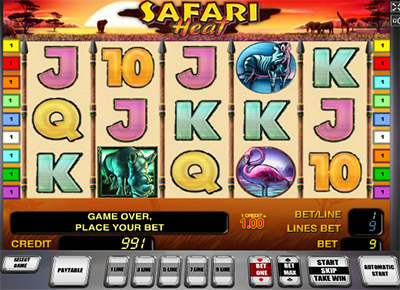 SAFARI
Heat
J 10 J
Q J K K
K K 10
GAME OVER,
PLACE YOUR BET
1 CREDIT =
1.00
BET/LINE 1
LINES BET 9
CREDIT 991
BET 9
SELECT
GAME
PAYTABLE
1 LINE
3 LINE
5 LINE
7 LINE
9 LINE
BET
ONE
BET
MAX
START
SKIP
TAKE WIN
AUTOMATIC
START